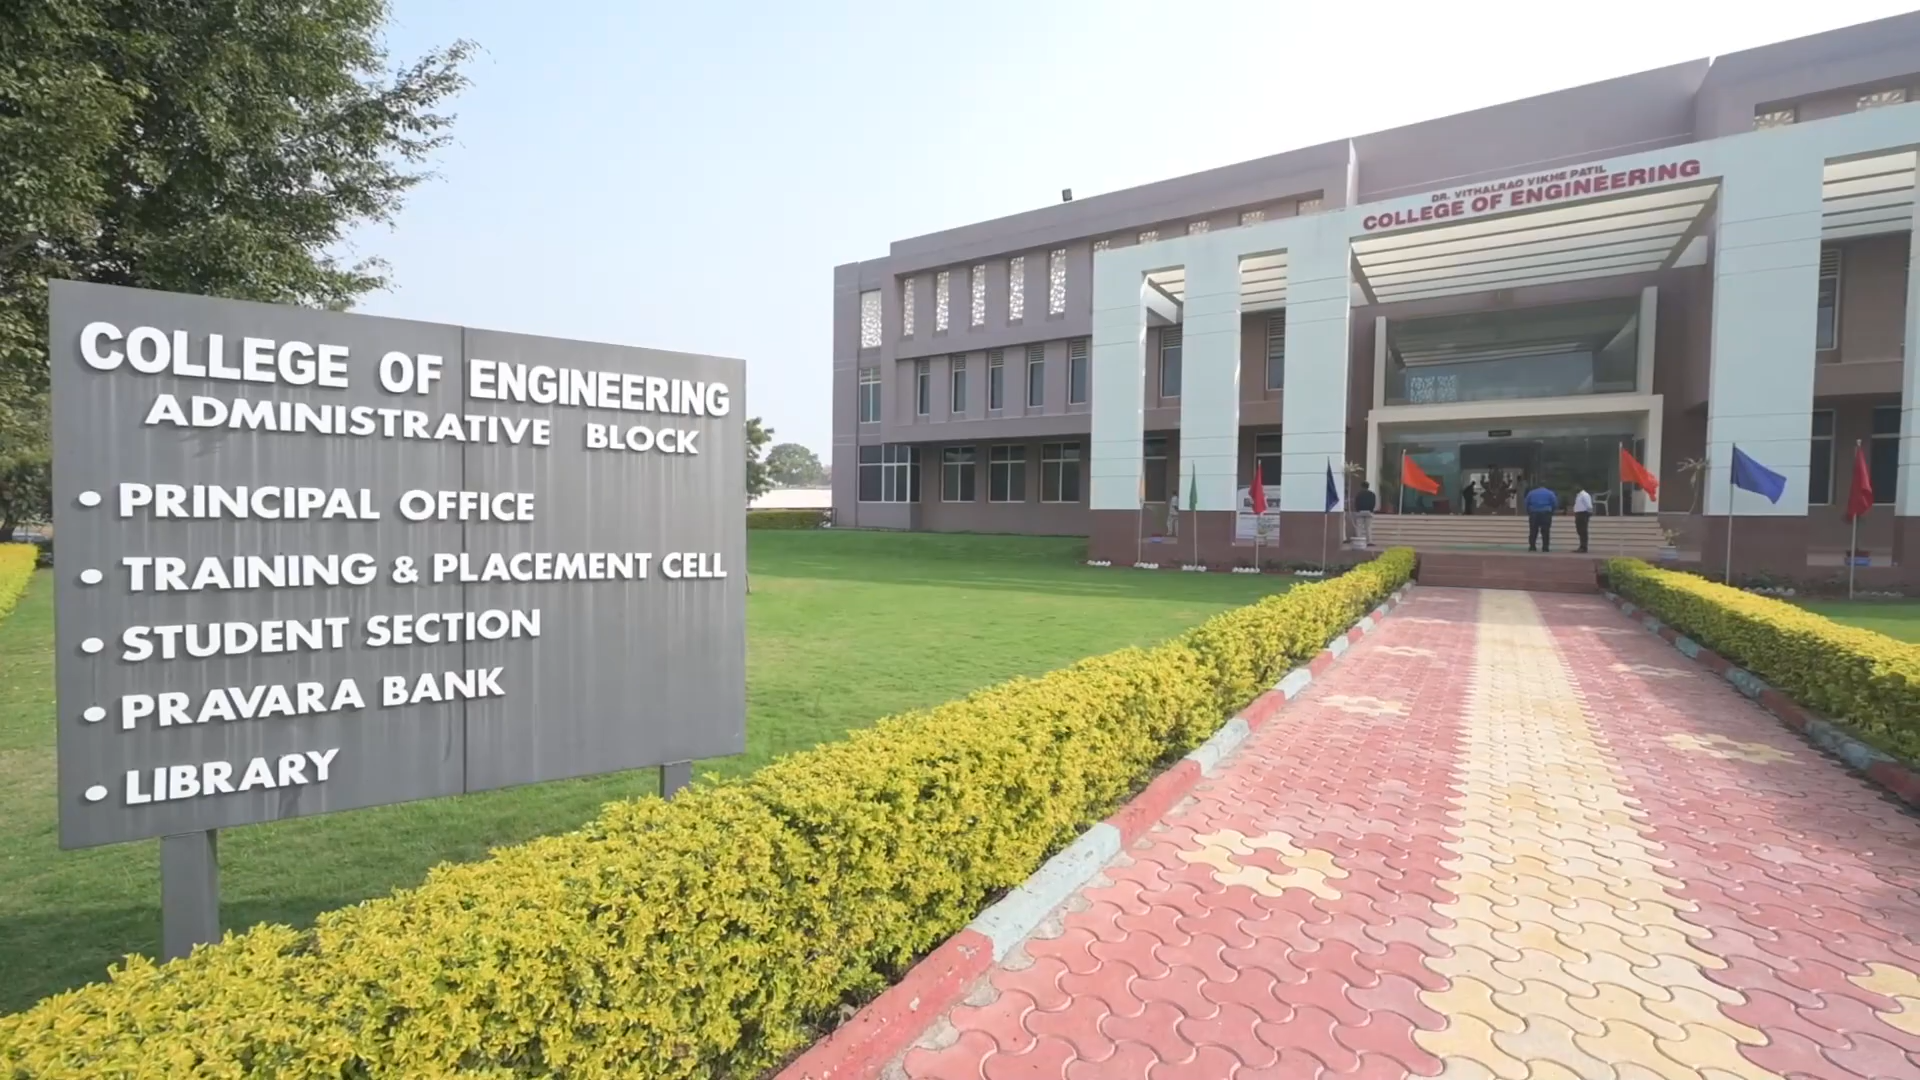 COLLEGE OF ENGINEERING
ADMINISTRATIVE BLOCK
• PRINCIPAL OFFICE
• TRAINING & PLACEMENT CELL
• STUDENT SECTION
• PRAVARA BANK
• LIBRARY
DR. VITHALRAO VIKHE PATIL
COLLEGE OF ENGINEERING